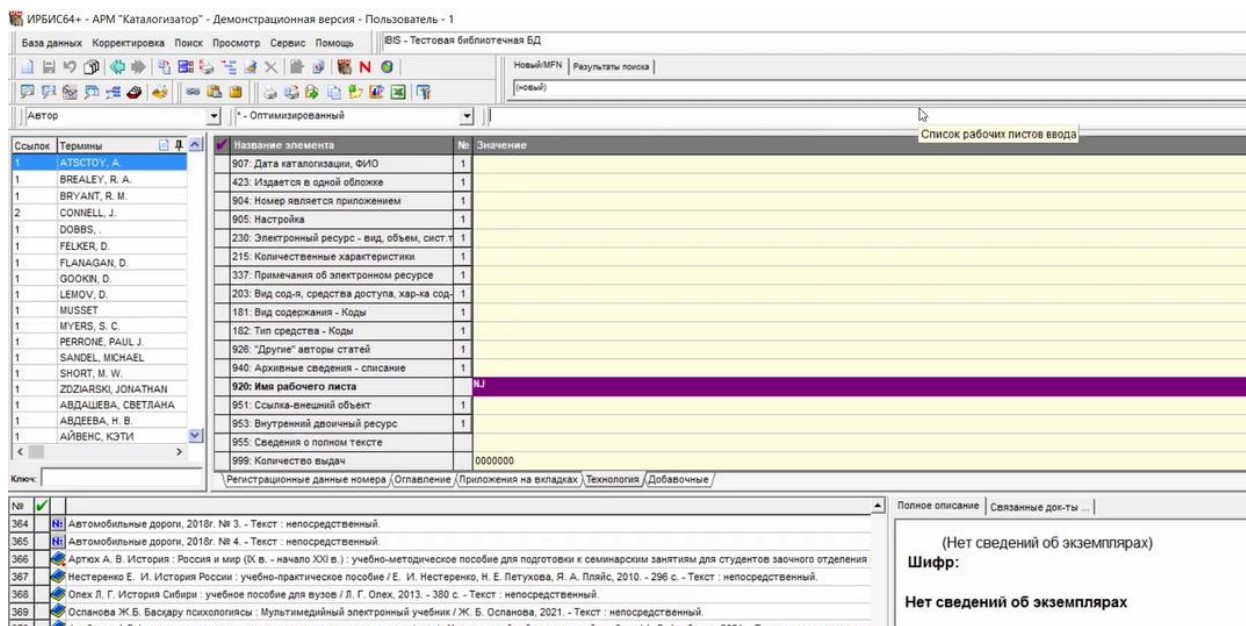 ИРБИС64+ - АРМ "Каталогизатор" - Демонстрационная версия - Пользователь - 1
База данных Корректировка Поиск Просмотр Сервис Помощь IBIS - Тестовая библиотечная БД
Новый/MFN Результаты поиска
(новый)
Автор * - Оптимизированный
Список рабочих листов ввода
Ссылок Термины
1 ATSCTOY, A.
1 BREALEY, R. A.
1 BRYANT, R. M.
2 CONNELL, J.
1 DOBBS, .
1 FELKER, D.
1 FLANAGAN, D.
1 GOOKIN, D.
1 LEMOV, D.
1 MUSSET
1 MYERS, S. C.
1 PERRONE, PAUL J.
1 SANDEL, MICHAEL
1 SHORT, M. W.
1 ZDZIARSKI, JONATHAN
1 АВДАШЕВА, СВЕТЛАНА
1 АВДЕЕВА, Н. В.
1 АЙВЕНС, КЭТИ
Ключ:
Название элемента № Значение
907: Дата каталогизации, ФИО 1
423: Издается в одной обложке 1
904: Номер является приложением 1
905: Настройка 1
230: Электронный ресурс - вид, объем, сист.т 1
215: Количественные характеристики 1
337: Примечания об электронном ресурсе 1
203: Вид сод-я, средства доступа, хар-ка сод- 1
181: Вид содержания - Коды 1
182: Тип средства - Коды 1
926: "Другие" авторы статей 1
940: Архивные сведения - списание 1
920: Имя рабочего листа NJ
951: Ссылка-внешний объект 1
953: Внутренний двоичный ресурс 1
955: Сведения о полном тексте
999: Количество выдач 0000000
Регистрационные данные номера Оглавление Приложения на вкладках Технология Добавочные
№
364 Автомобильные дороги, 2018г. № 3. - Текст : непосредственный.
365 Автомобильные дороги, 2018г. № 4. - Текст : непосредственный.
366 Артюх А. В. История : Россия и мир (IX в. - начало XXI в.) : учебно-методическое пособие для подготовки к семинарским занятиям для студентов заочного отделения
367 Нестеренко Е. И. История России : учебно-практическое пособие / Е. И. Нестеренко, Н. Е. Петухова, Я. А. Пляйс, 2010. - 296 с. - Текст : непосредственный.
368 Олех Л. Г. История Сибири : учебное пособие для вузов / Л. Г. Олех, 2013. - 380 с. - Текст : непосредственный.
369 Оспанова Ж.Б. Басқару психологиясы : Мультимедийный электронный учебник / Ж. Б. Оспанова, 2021. - Текст : непосредственный.
Полное описание Связанные док-ты ...
(Нет сведений об экземплярах)
Шифр:
Нет сведений об экземплярах